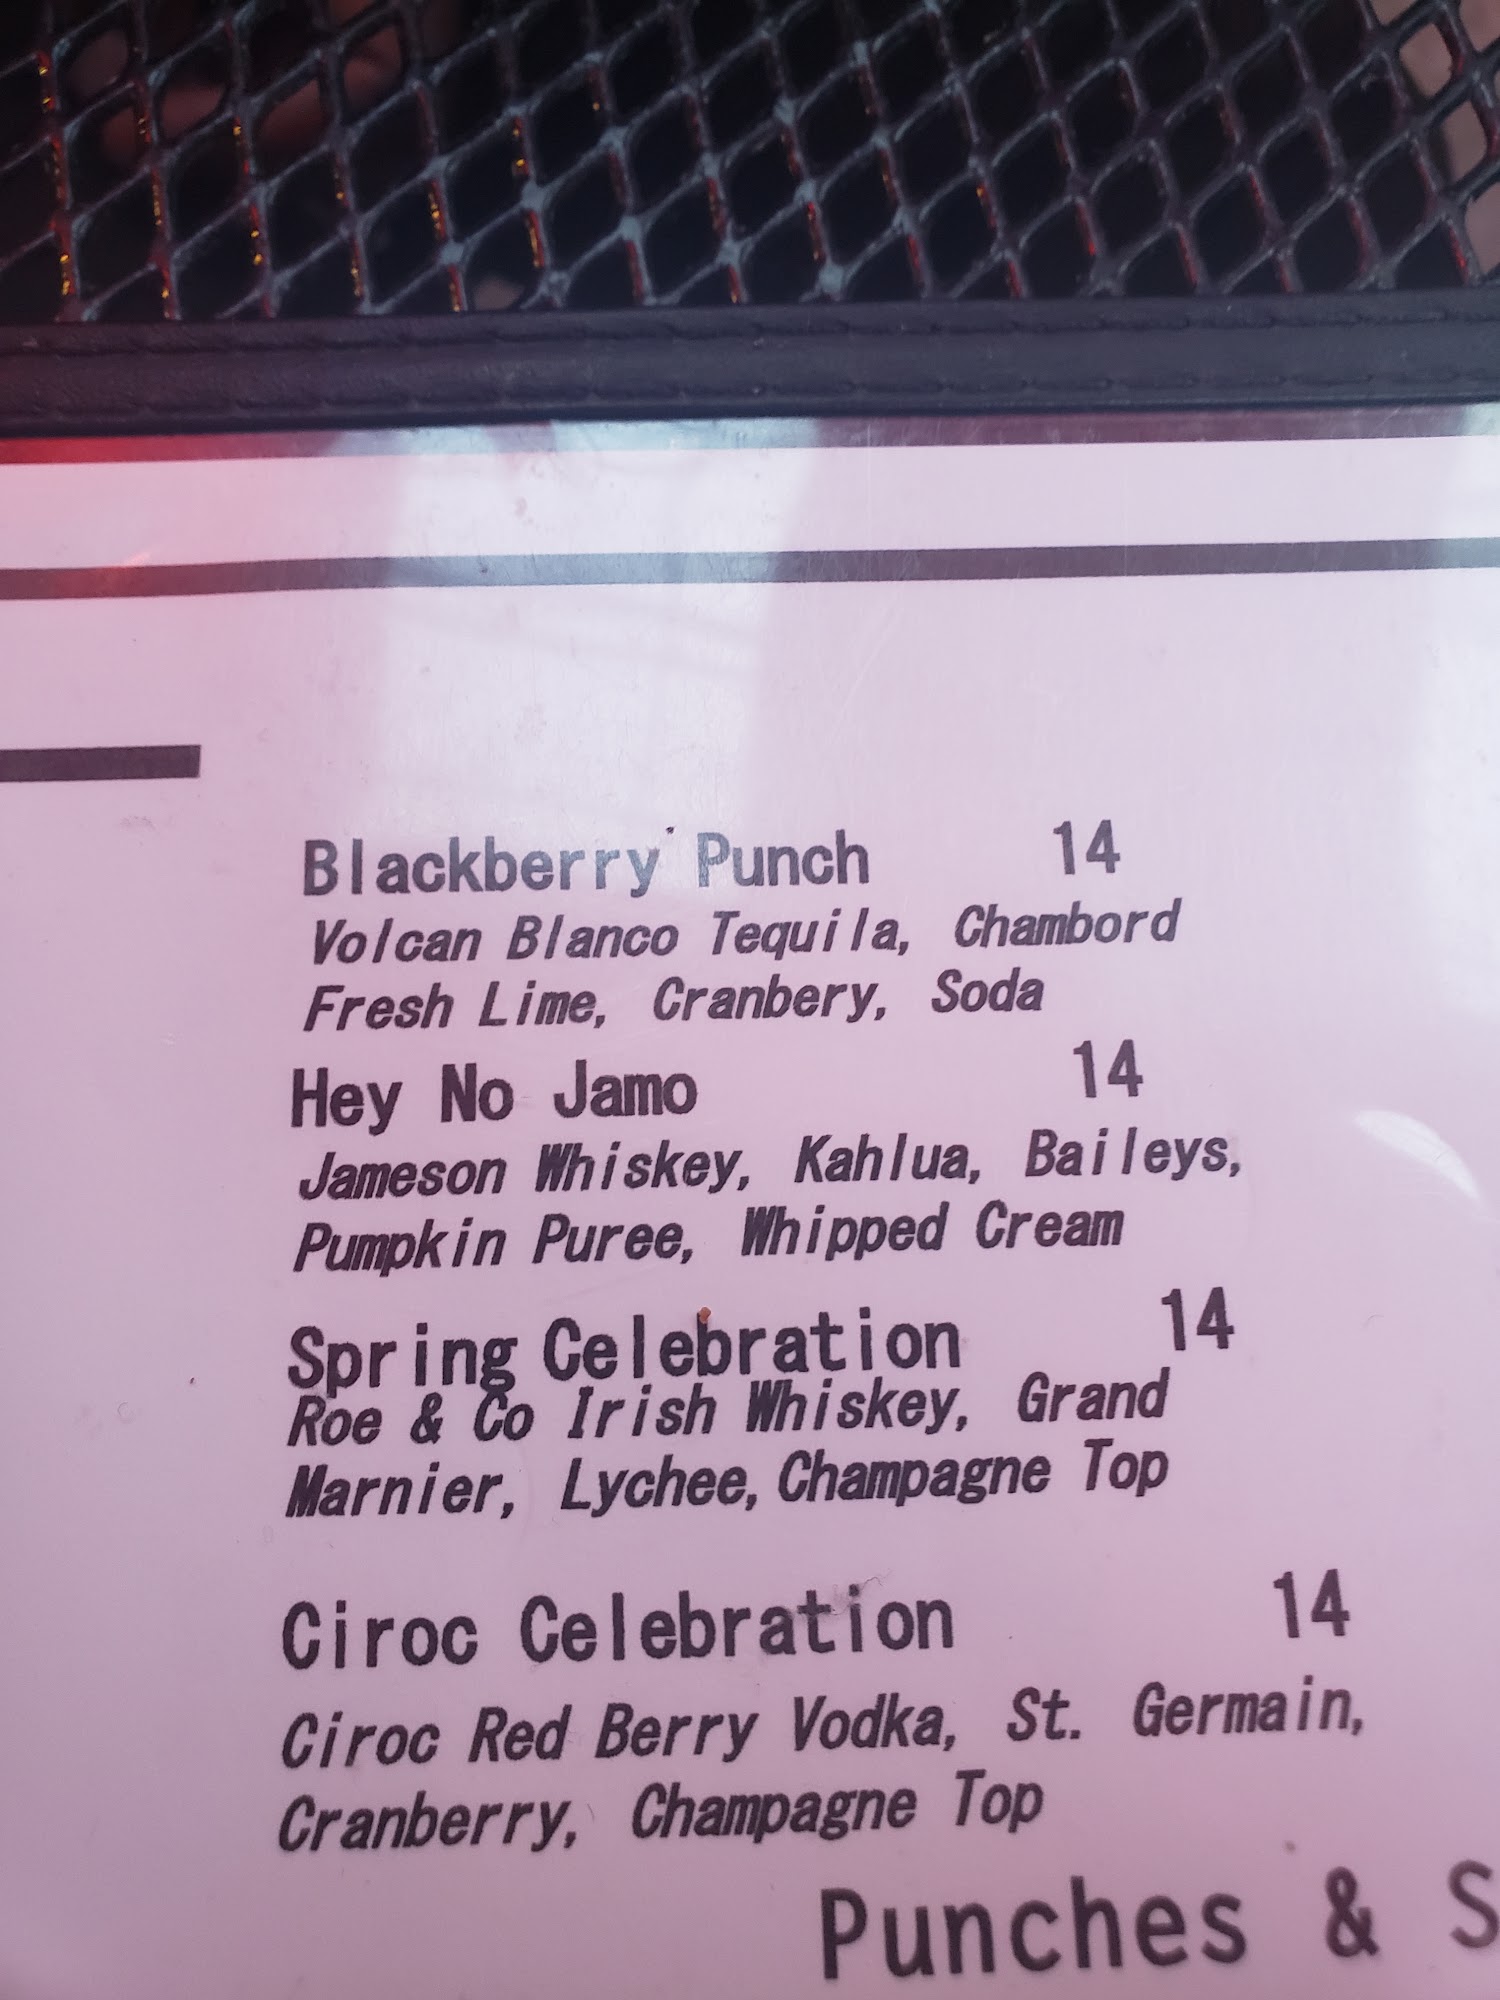 Blackberry Punch 14
Volcan Blanco Tequila, Chambord
Fresh Lime, Cranbery, Soda
Hey No Jamo 14
Jameson Whiskey, Kahlua, Baileys,
Pumpkin Puree, Whipped Cream
Spring Celebration 14
Roe & Co Irish Whiskey, Grand
Marnier, Lychee, Champagne Top
Ciroc Celebration 14
Ciroc Red Berry Vodka, St. Germain,
Cranberry, Champagne Top
Punches & S